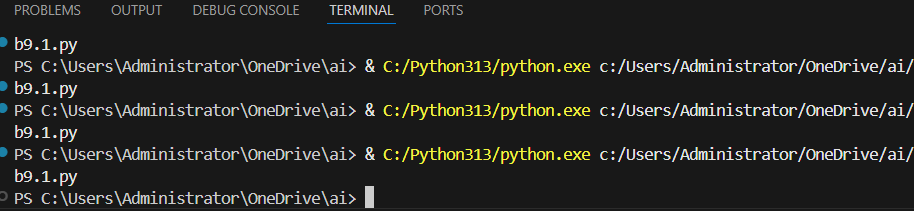 PROBLEMS OUTPUT DEBUG CONSOLE TERMINAL PORTS
b9.1.py
PS C:\Users\Administrator\OneDrive\ai> & C:/Python313/python.exe c:/Users/Administrator/OneDrive/ai/
b9.1.py
PS C:\Users\Administrator\OneDrive\ai> & C:/Python313/python.exe c:/Users/Administrator/OneDrive/ai/
b9.1.py
PS C:\Users\Administrator\OneDrive\ai> & C:/Python313/python.exe c:/Users/Administrator/OneDrive/ai/
b9.1.py
PS C:\Users\Administrator\OneDrive\ai>